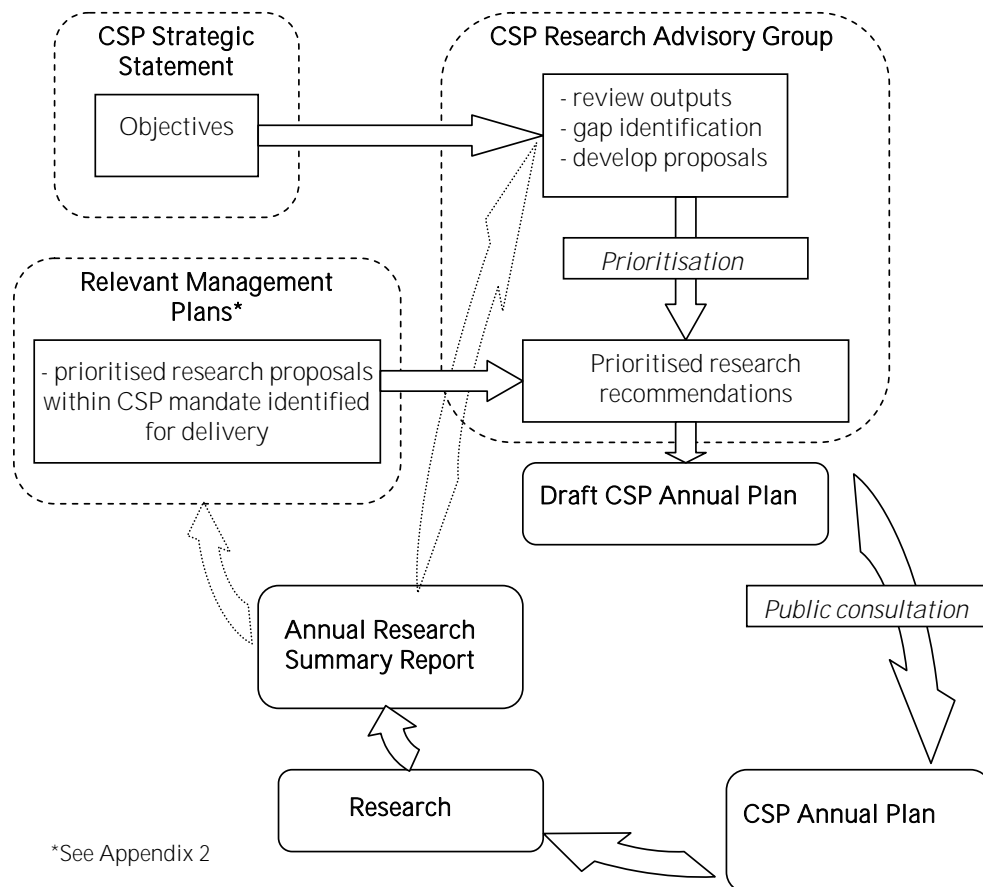 CSP Strategic
Statement
Objectives
CSP Research Advisory Group
- review outputs
- gap identification
- develop proposals
Prioritisation
Relevant Management
Plans*
- prioritised research proposals
within CSP mandate identified
for delivery
Prioritised research
recommendations
Draft CSP Annual Plan
Public consultation
Annual Research
Summary Report
Research
CSP Annual Plan
*See Appendix 2